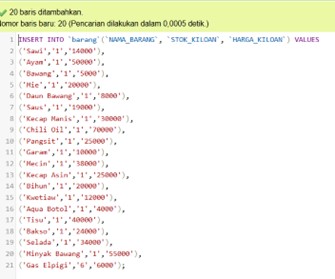 20 baris ditambahkan.
Nomor baris baru: 20 (Pencarian dilakukan dalam 0,0005 detik.)
1 INSERT INTO `barang`(`NAMA_BARANG`, `STOK_KILOAN`, `HARGA_KILOAN`) VALUES
2 ('Sawi','1','14000'),
3 ('Ayam','1','50000'),
4 ('Bawang','1','5000'),
5 ('Mie','1','20000'),
6 ('Daun Bawang','1','8000'),
7 ('Saus','1','19000'),
8 ('Kecap Manis','1','30000'),
9 ('Chili Oil','1','70000'),
10 ('Pangsit','1','25000'),
11 ('Garam','1','10000'),
12 ('Mecin','1','38000'),
13 ('Kecap Asin','1','25000'),
14 ('Bihun','1','20000'),
15 ('Kwetiaw','1','12000'),
16 ('Aqua Botol','1','4000'),
17 ('Tisu','1','40000'),
18 ('Bakso','1','24000'),
19 ('Selada','1','34000'),
20 ('Minyak Bawang','1','55000'),
21 ('Gas Elpigi','6','6000');